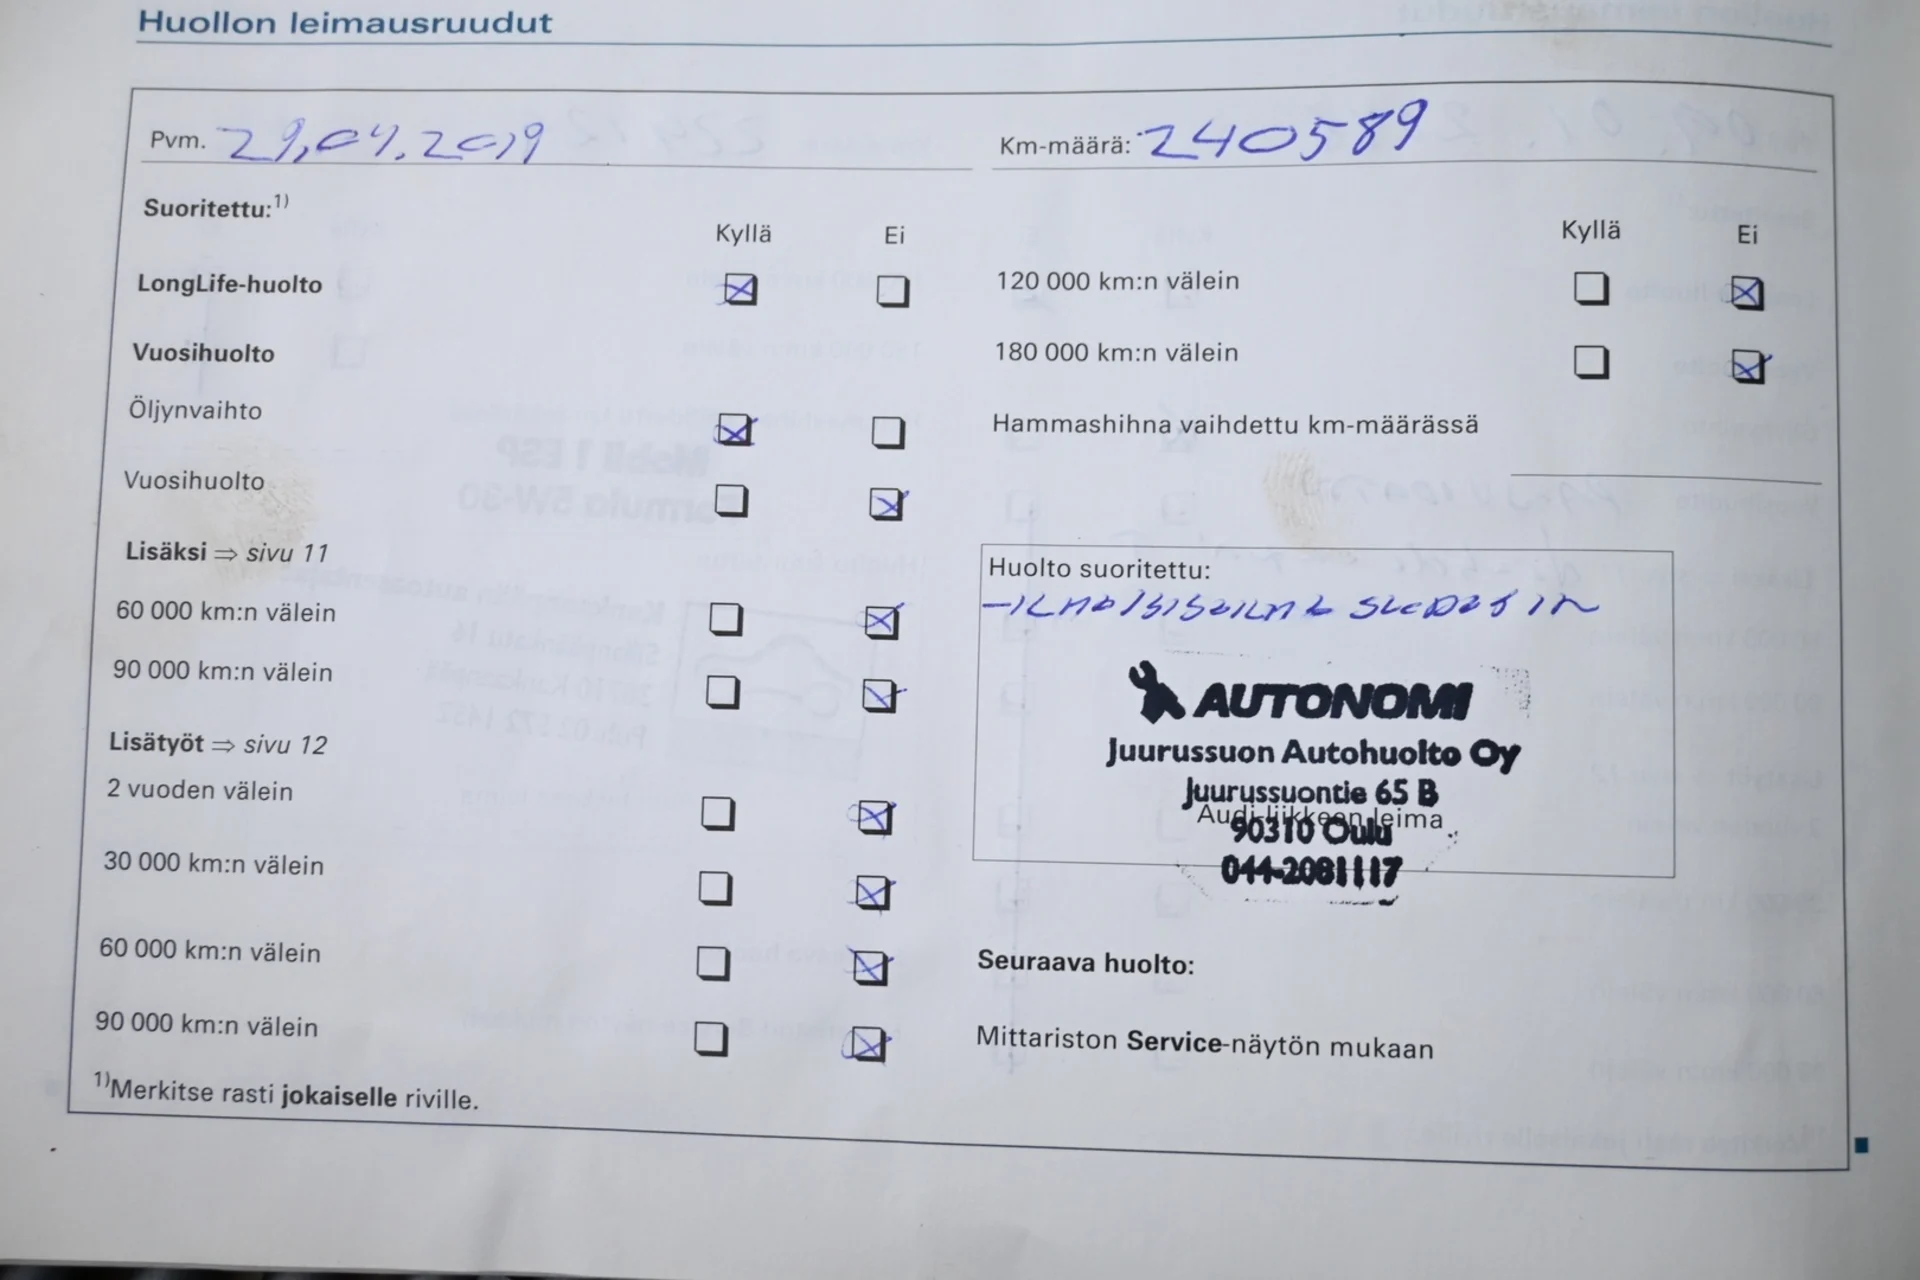 Huollon leimausruudut
Pvm. 29.04.2019
Km-määrä: 240589
Suoritettu:1)
Kyllä Ei
LongLife-huolto
Vuosihuolto
Öljynvaihto
Vuosihuolto
Lisäksi ⇒ sivu 11
60 000 km:n välein
90 000 km:n välein
Lisätyöt ⇒ sivu 12
2 vuoden välein
30 000 km:n välein
60 000 km:n välein
90 000 km:n välein
1)Merkitse rasti jokaiselle riville.
Kyllä Ei
120 000 km:n välein
180 000 km:n välein
Hammashihna vaihdettu km-määrässä
Huolto suoritettu:
AUTONOMI
Juurussuon Autohuolto Oy
Juurussuontie 65 B
Audi-liikkeen leima
90310 Oulu
044-2081117
Seuraava huolto:
Mittariston Service-näytön mukaan